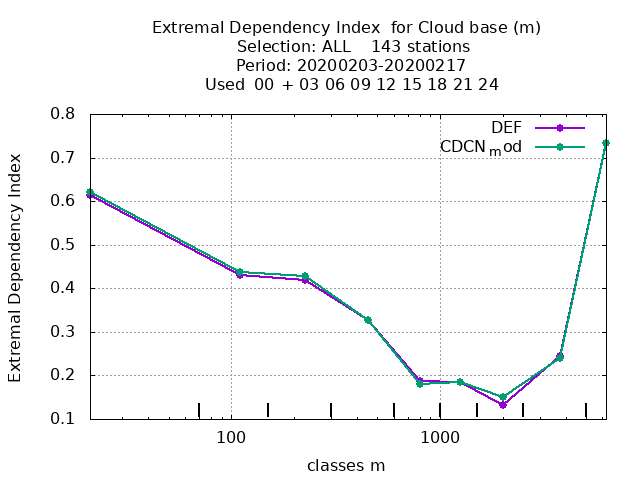 Extremal Dependency Index  for Cloud base (m)
Selection: ALL    143 stations
Period: 20200203-20200217
Used  00 + 03 06 09 12 15 18 21 24
DEF
CDCN_mod
Extremal Dependency Index
0.8
0.7
0.6
0.5
0.4
0.3
0.2
0.1
100 1000
classes m